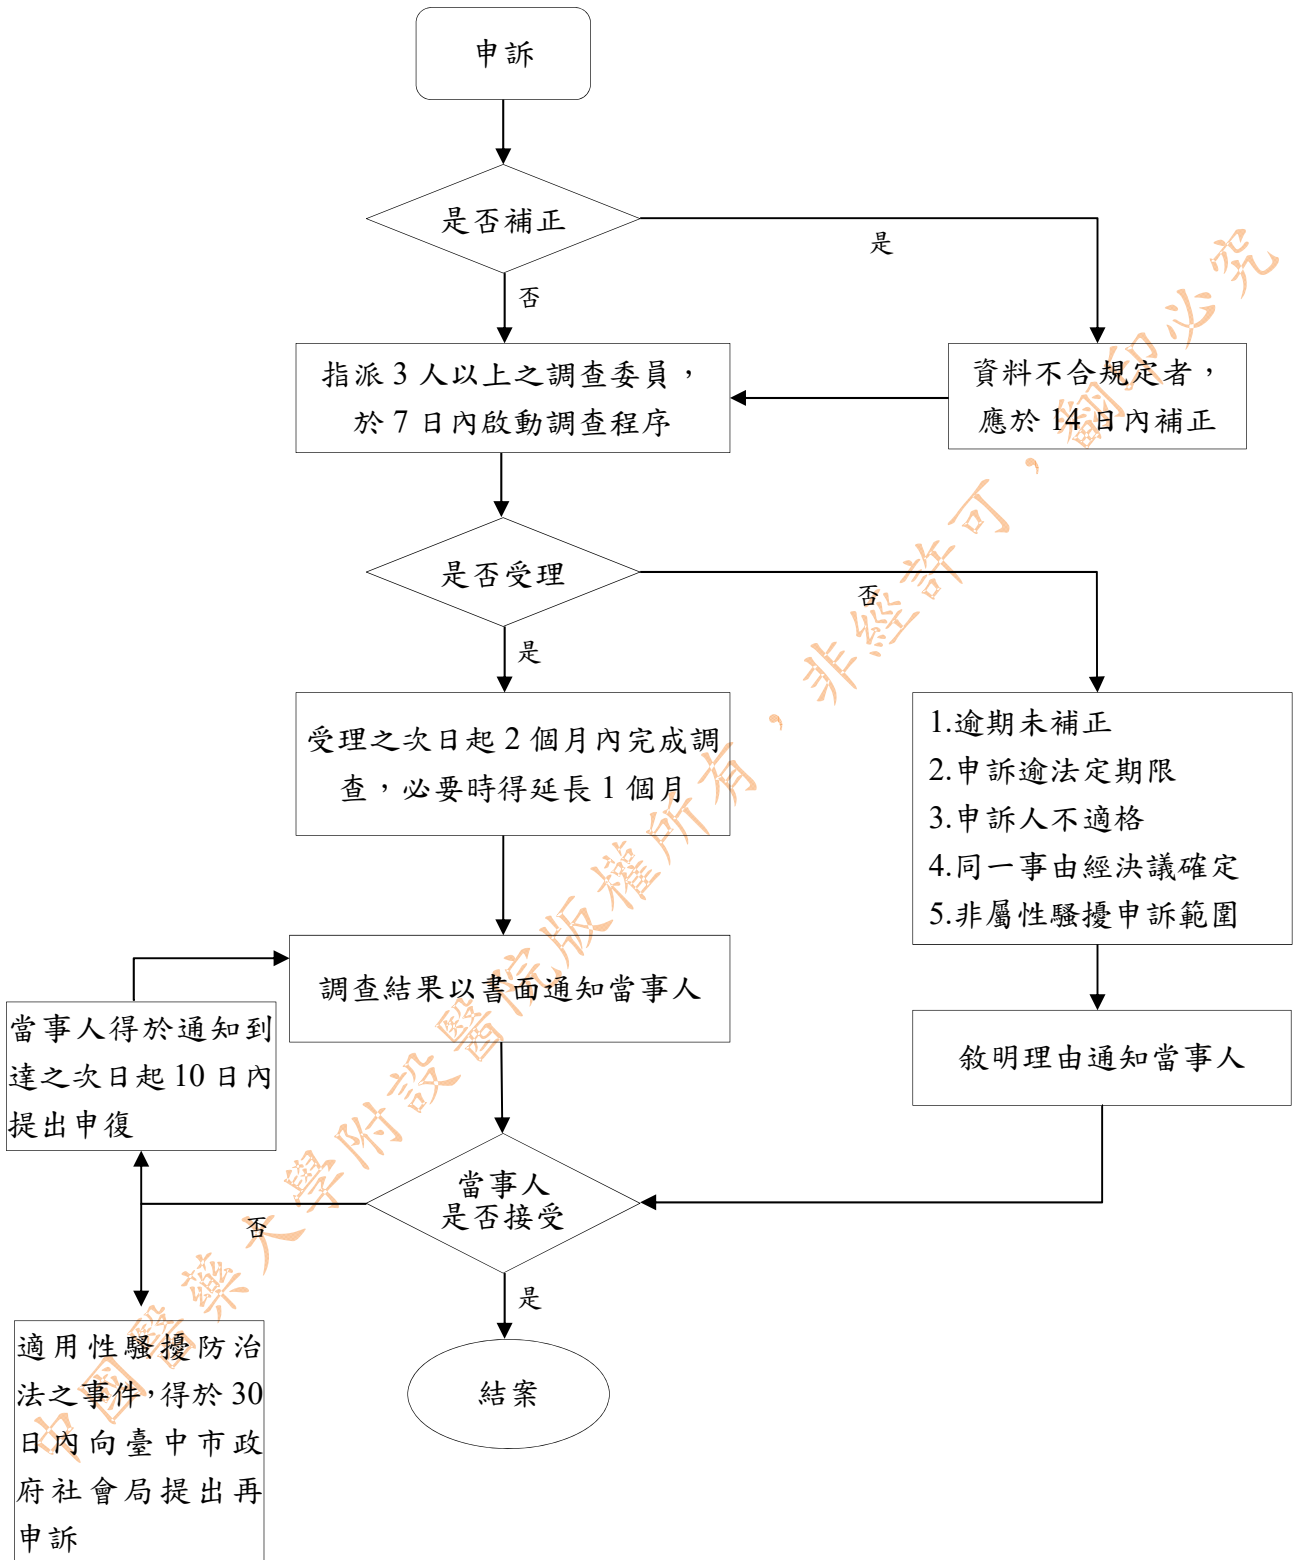 申訴
是否補正
是
否
指派 3 人以上之調查委員，
於 7 日內啟動調查程序
資料不合規定者，
應於 14 日內補正
是否受理
否
是
受理之次日起 2 個月內完成調
查，必要時得延長 1 個月
1.逾期未補正
2.申訴逾法定期限
3.申訴人不適格
4.同一事由經決議確定
5.非屬性騷擾申訴範圍
調查結果以書面通知當事人
敘明理由通知當事人
當事人得於通知到
達之次日起 10 日內
提出申復
當事人
是否接受
否
是
適用性騷擾防治
法之事件，得於 30
日內向臺中市政
府社會局提出再
申訴
結案
中國醫藥大學附設醫院版權所有，非經許可，翻印必究